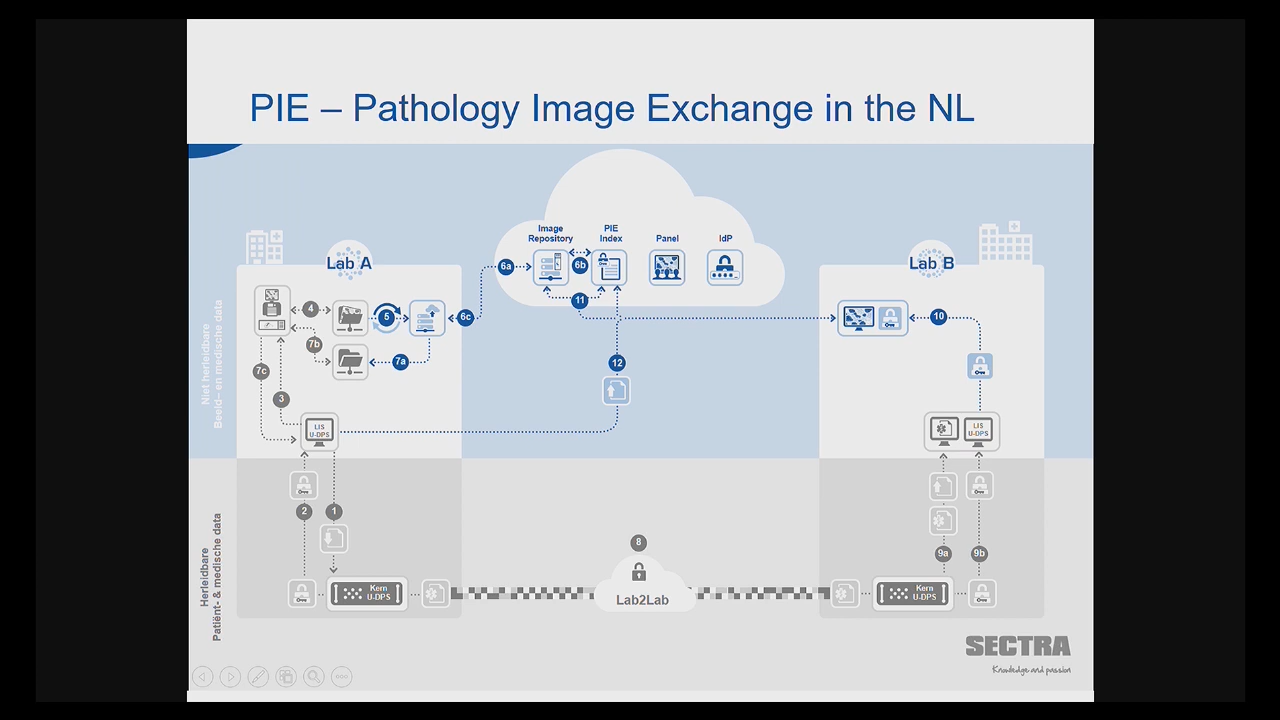 PIE – Pathology Image Exchange in the NL
Image
Repository
PIE
Index
Panel
IdP
Lab A
Lab B
6a
6b
11
4
5
6c
10
7b
7a
12
7c
3
LIS
U-DPS
LIS
U-DPS
Niet herleidbare
Beeld– en medische data
2
1
8
9a
9b
Herleidbare
Patiënt- & medische data
Kern
U-DPS
Lab2Lab
Kern
U-DPS
SECTRA
Knowledge and passion